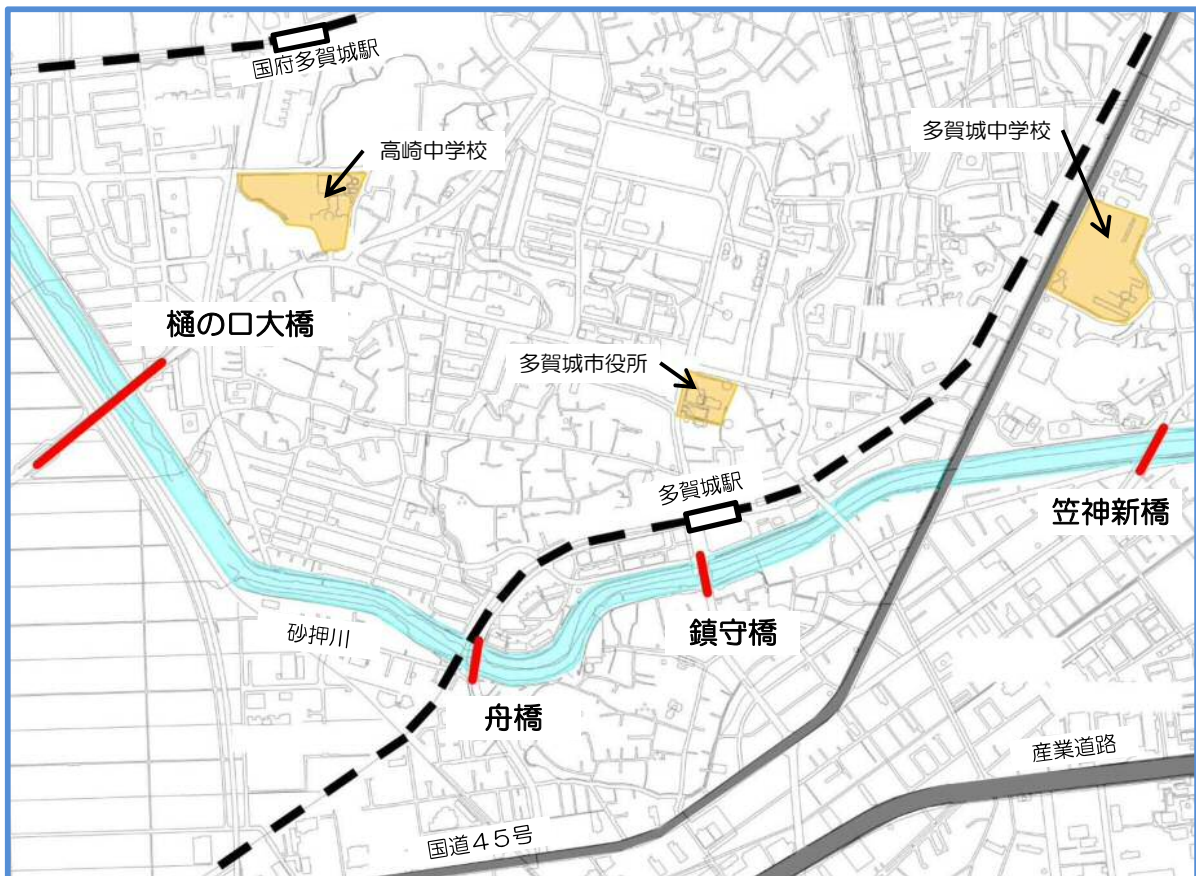 国府多賀城駅
高崎中学校
多賀城中学校
樋の口大橋
多賀城市役所
多賀城駅
笠神新橋
砂押川
鎮守橋
舟橋
産業道路
国道45号